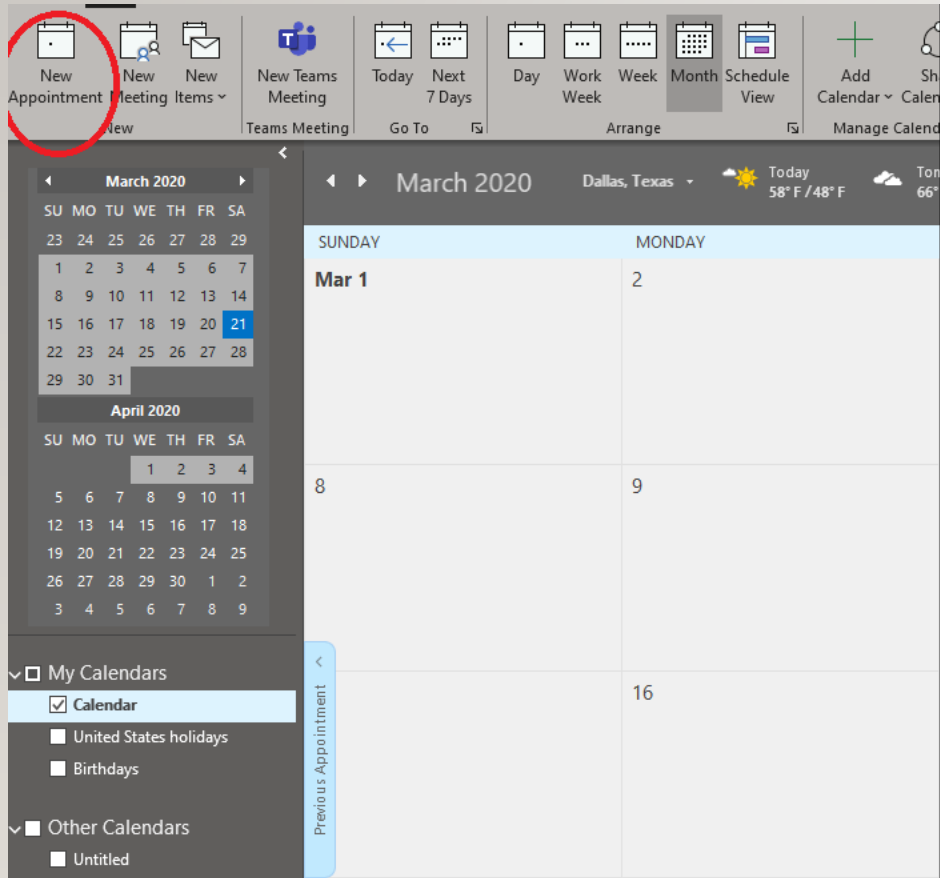 New Appointment
New Meeting
New Items
New
New Teams Meeting
Teams Meeting
Today
Next 7 Days
Go To
Day
Work Week
Week
Month
Schedule View
Arrange
Add Calendar
Manage
March 2020
SU MO TU WE TH FR SA
23 24 25 26 27 28 29
1 2 3 4 5 6 7
8 9 10 11 12 13 14
15 16 17 18 19 20 21
22 23 24 25 26 27 28
29 30 31
April 2020
SU MO TU WE TH FR SA
1 2 3 4
5 6 7 8 9 10 11
12 13 14 15 16 17 18
19 20 21 22 23 24 25
26 27 28 29 30 1 2
3 4 5 6 7 8 9
My Calendars
Calendar
United States holidays
Birthdays
Other Calendars
Untitled
March 2020
Dallas, Texas
Today
58° F / 48° F
66°
SUNDAY MONDAY
Mar 1 2
8 9
16
Previous Appointment